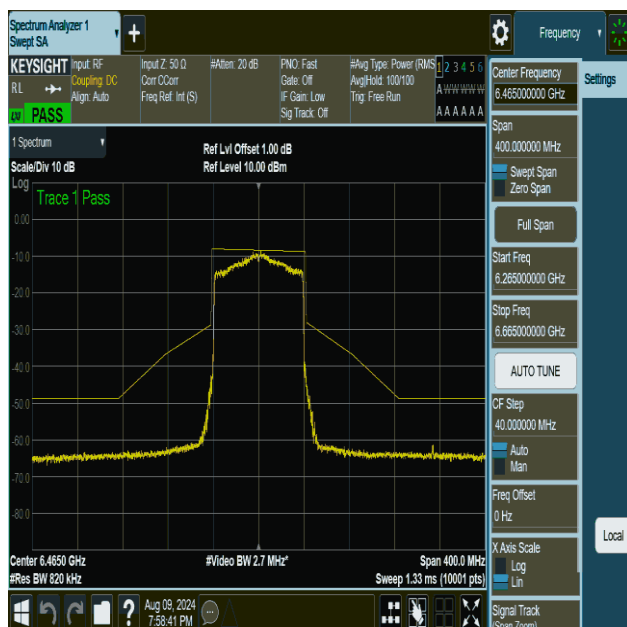 Spectrum Analyzer 1
Swept SA
+
Frequency
KEYSIGHT
RL
PASS
Input: RF
Coupling: DC
Align: Auto
Input Z: 50 Ω
Corr CCorr
Freq Ref: Int (S)
#Atten: 20 dB
PNO: Fast
Gate: Off
IF Gain: Low
Sig Track: Off
#Avg Type: Power (RMS
Avg|Hold: 100/100
Trig: Free Run
1 2 3 4 5 6
A W W W W W
A A A A A A
1 Spectrum
Scale/Div 10 dB
Ref Lvl Offset 1.00 dB
Ref Level 10.00 dBm
Log
Trace 1 Pass
0.00
-10.0
-20.0
-30.0
-40.0
-50.0
-60.0
-70.0
-80.0
Center 6.4650 GHz
#Res BW 820 kHz
#Video BW 2.7 MHz*
Span 400.0 MHz
Sweep 1.33 ms (10001 pts)
Aug 09, 2024
7:58:41 PM
?
Center Frequency
6.465000000 GHz
Span
400.000000 MHz
Swept Span
Zero Span
Full Span
Start Freq
6.265000000 GHz
Stop Freq
6.665000000 GHz
AUTO TUNE
CF Step
40.000000 MHz
Auto
Man
Freq Offset
0 Hz
X Axis Scale
Log
Lin
Signal Track
(Span Zoom)
Settings
Local